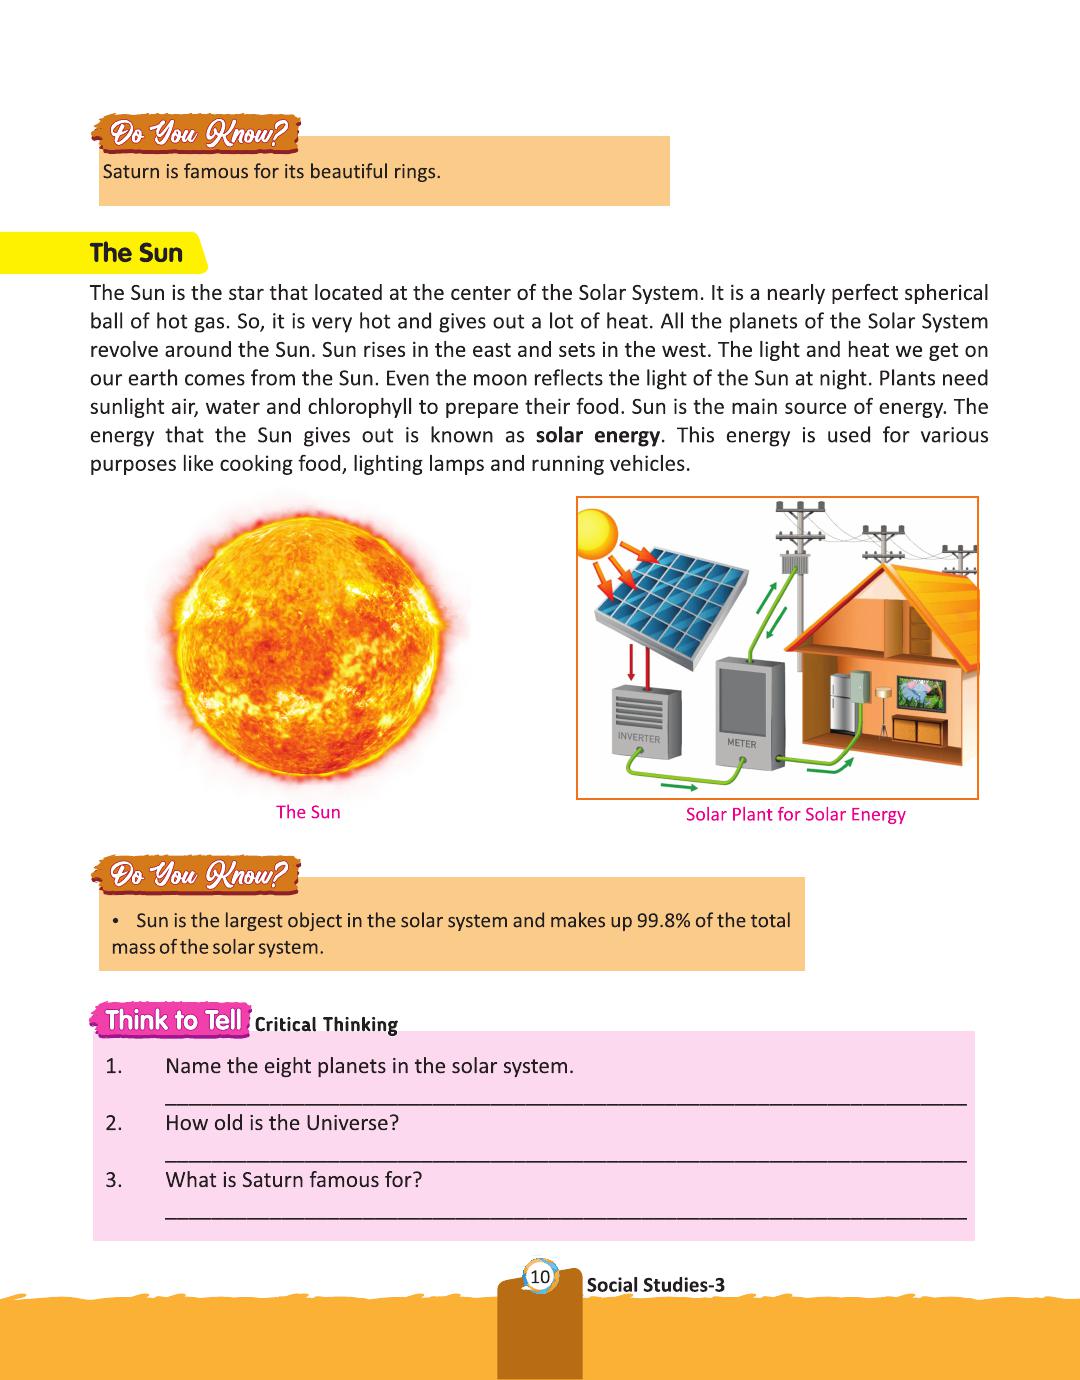 Do You Know?
Saturn is famous for its beautiful rings.
The Sun
The Sun is the star that located at the center of the Solar System. It is a nearly perfect spherical
ball of hot gas. So, it is very hot and gives out a lot of heat. All the planets of the Solar System
revolve around the Sun. Sun rises in the east and sets in the west. The light and heat we get on
our earth comes from the Sun. Even the moon reflects the light of the Sun at night. Plants need
sunlight air, water and chlorophyll to prepare their food. Sun is the main source of energy. The
energy that the Sun gives out is known as solar energy. This energy is used for various
purposes like cooking food, lighting lamps and running vehicles.
INVERTER
METER
The Sun
Solar Plant for Solar Energy
Do You Know?
• Sun is the largest object in the solar system and makes up 99.8% of the total
mass of the solar system.
Think to Tell Critical Thinking
1. Name the eight planets in the solar system.
2. How old is the Universe?
3. What is Saturn famous for?
10 Social Studies-3